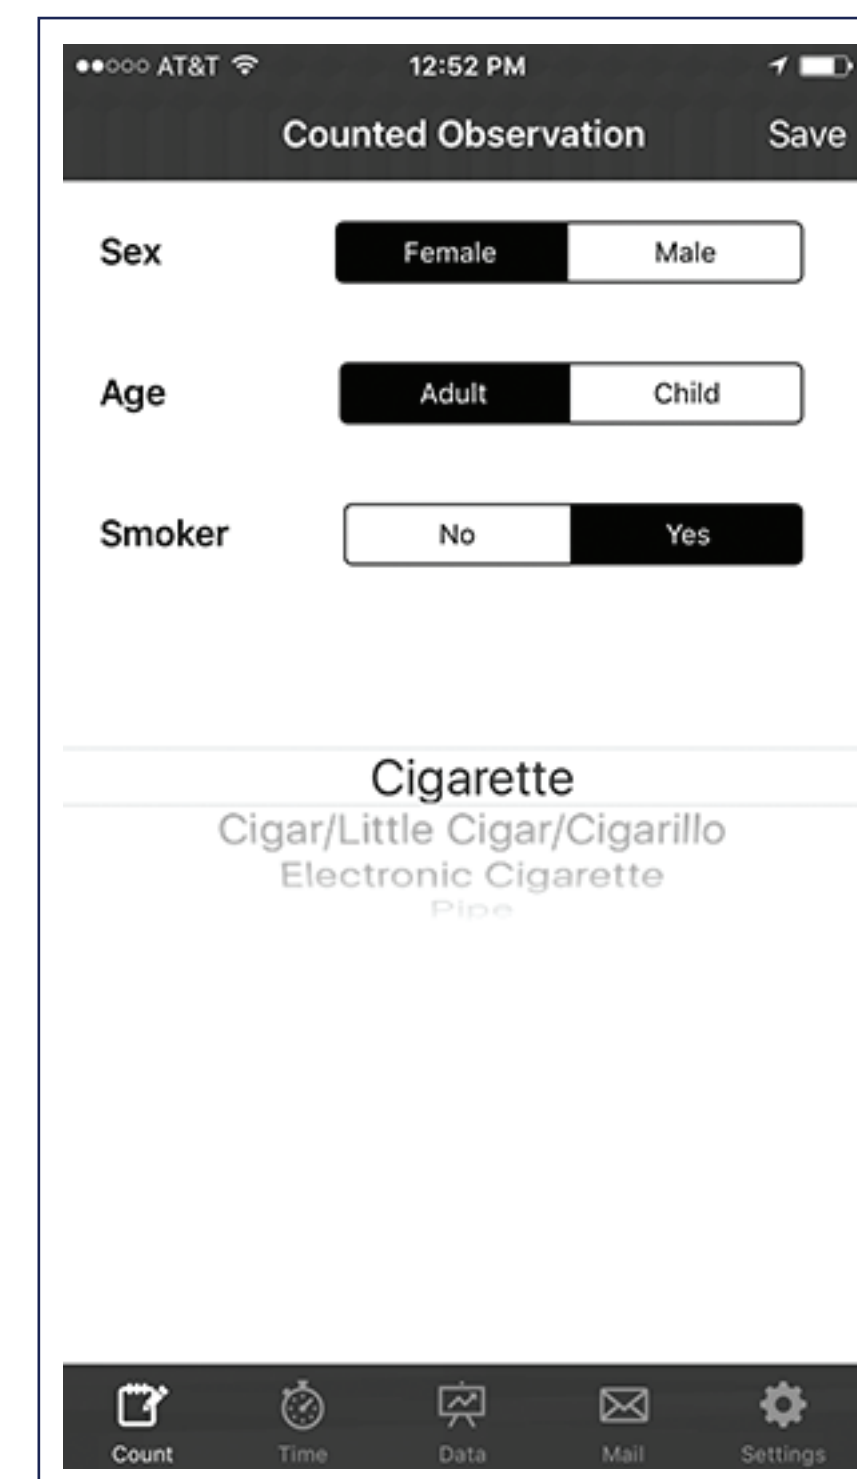 AT&T 12:52 PM
Counted Observation Save
Sex Female Male
Age Adult Child
Smoker No Yes
Cigarette
Cigar/Little Cigar/Cigarillo
Electronic Cigarette
Pipe
Count Time Data Mail Settings